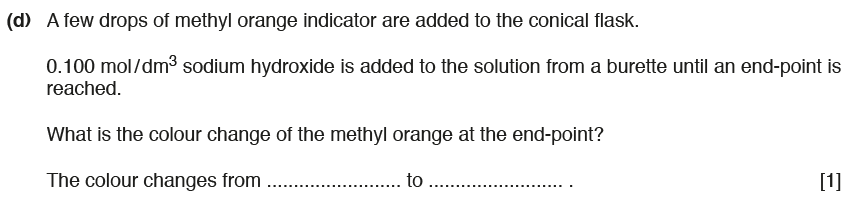 (d) A few drops of methyl orange indicator are added to the conical flask.
0.100 mol/dm³ sodium hydroxide is added to the solution from a burette until an end-point is
reached.
What is the colour change of the methyl orange at the end-point?
The colour changes from ......................... to ......................... . [1]